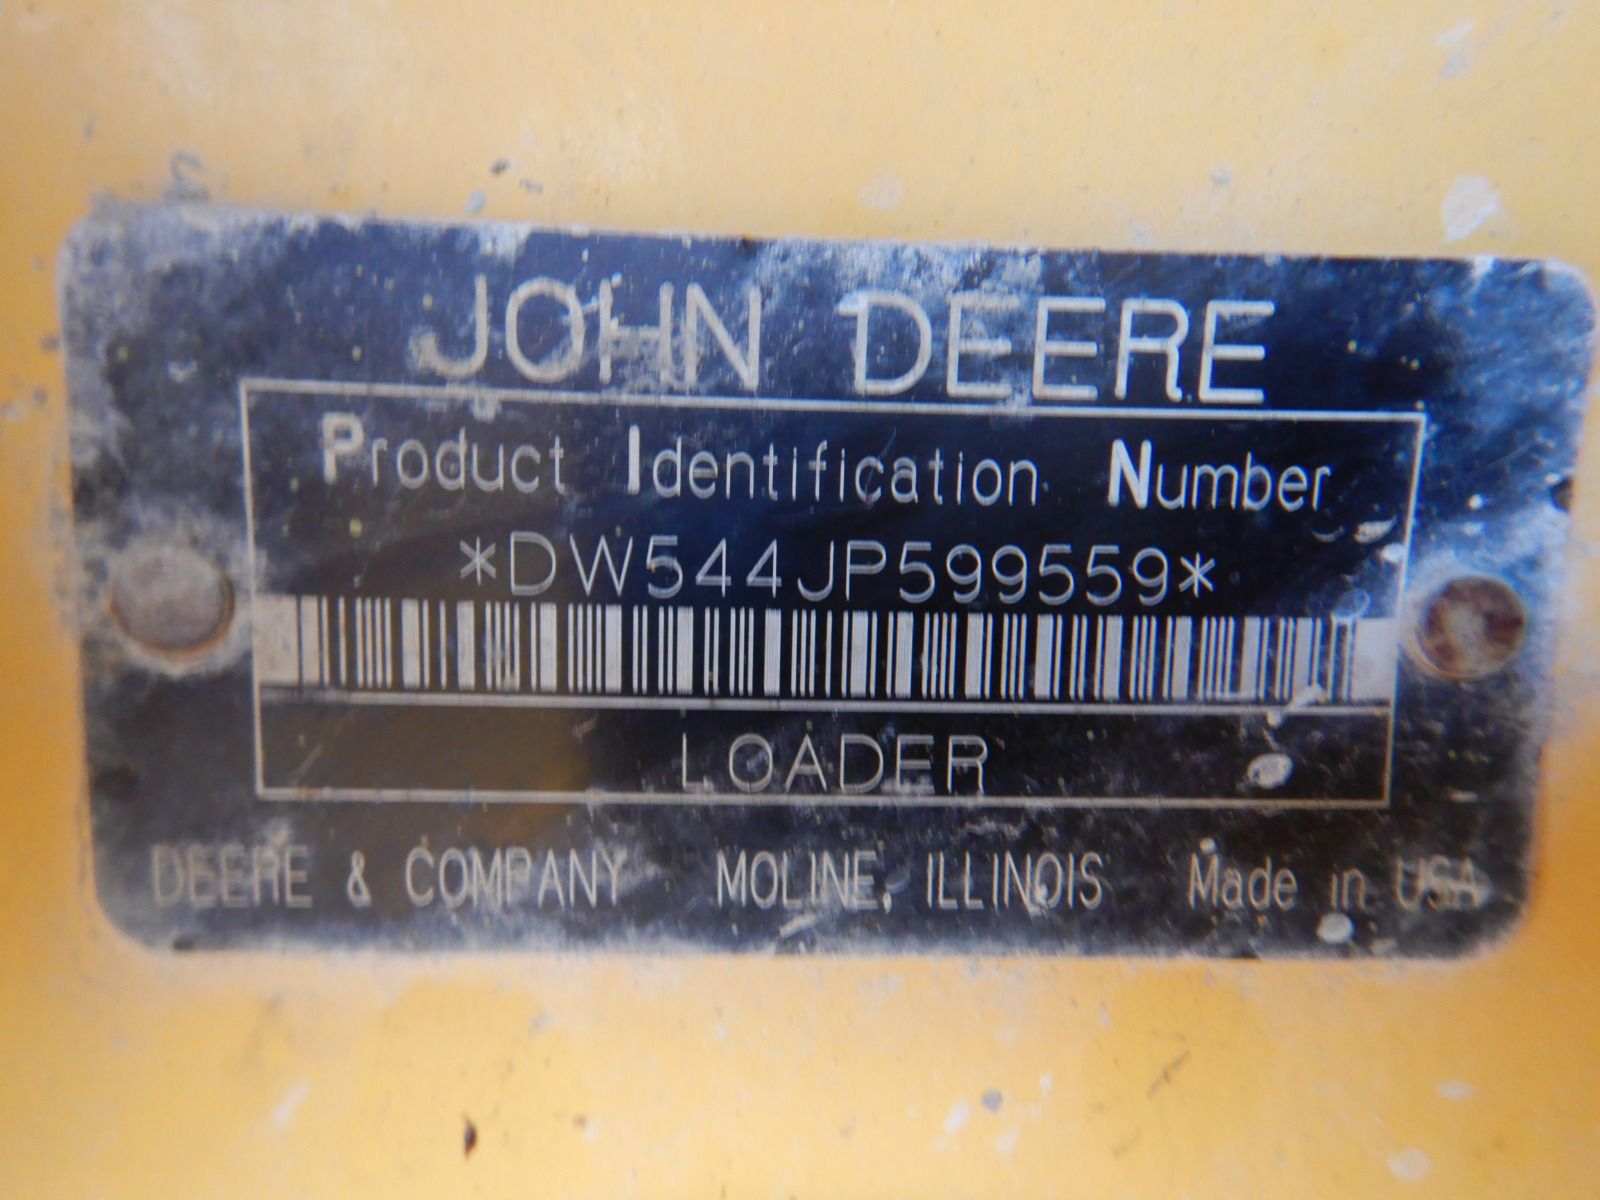 JOHN DEERE
Product Identification Number
*DW544JP599559*
LOADER
DEERE & COMPANY MOLINE, ILLINOIS Made in USA